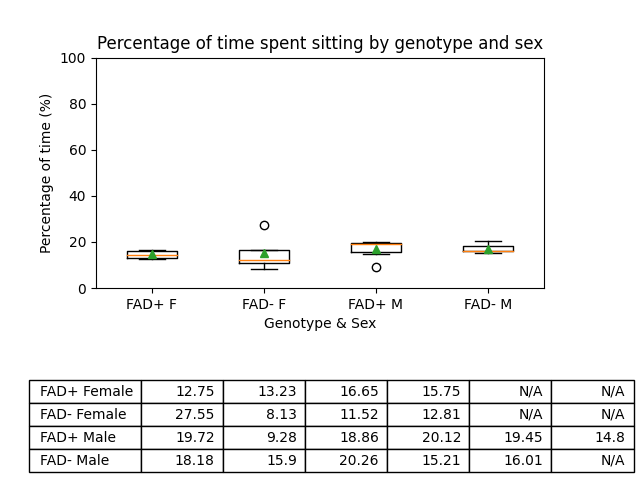 Percentage of time spent sitting by genotype and sex
100
80
60
40
20
0
Percentage of time (%)
FAD+ F FAD- F FAD+ M FAD- M
Genotype & Sex
FAD+ Female 12.75 13.23 16.65 15.75 N/A N/A
FAD- Female 27.55 8.13 11.52 12.81 N/A N/A
FAD+ Male 19.72 9.28 18.86 20.12 19.45 14.8
FAD- Male 18.18 15.9 20.26 15.21 16.01 N/A